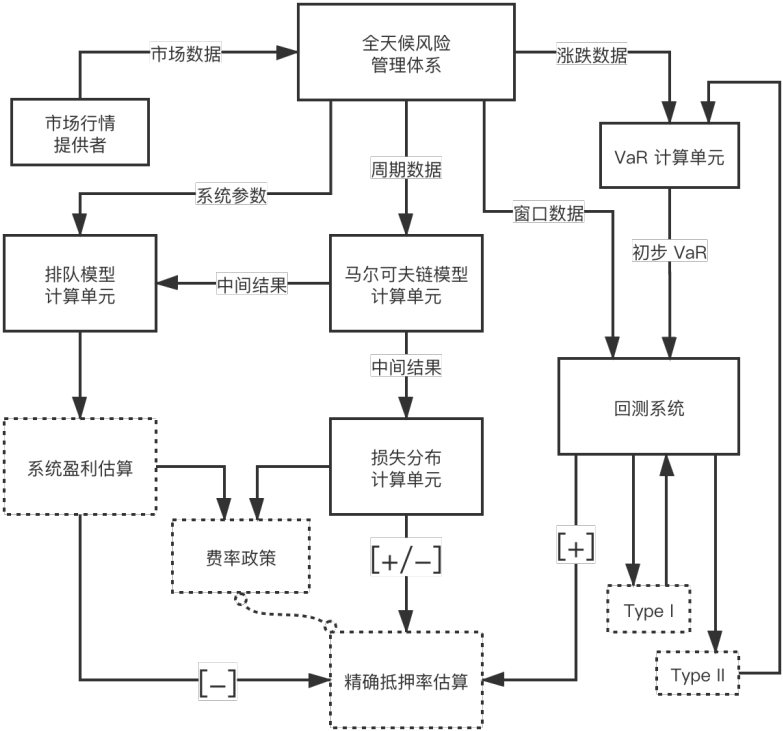 市场数据
全天候风险
管理体系
涨跌数据
市场行情
提供者
VaR 计算单元
系统参数
周期数据
窗口数据
初步 VaR
排队模型
计算单元
中间结果
马尔可夫链模型
计算单元
中间结果
回测系统
系统盈利估算
损失分布
计算单元
费率政策
[+/−]
[+]
Type I
[−]
精确抵押率估算
Type II